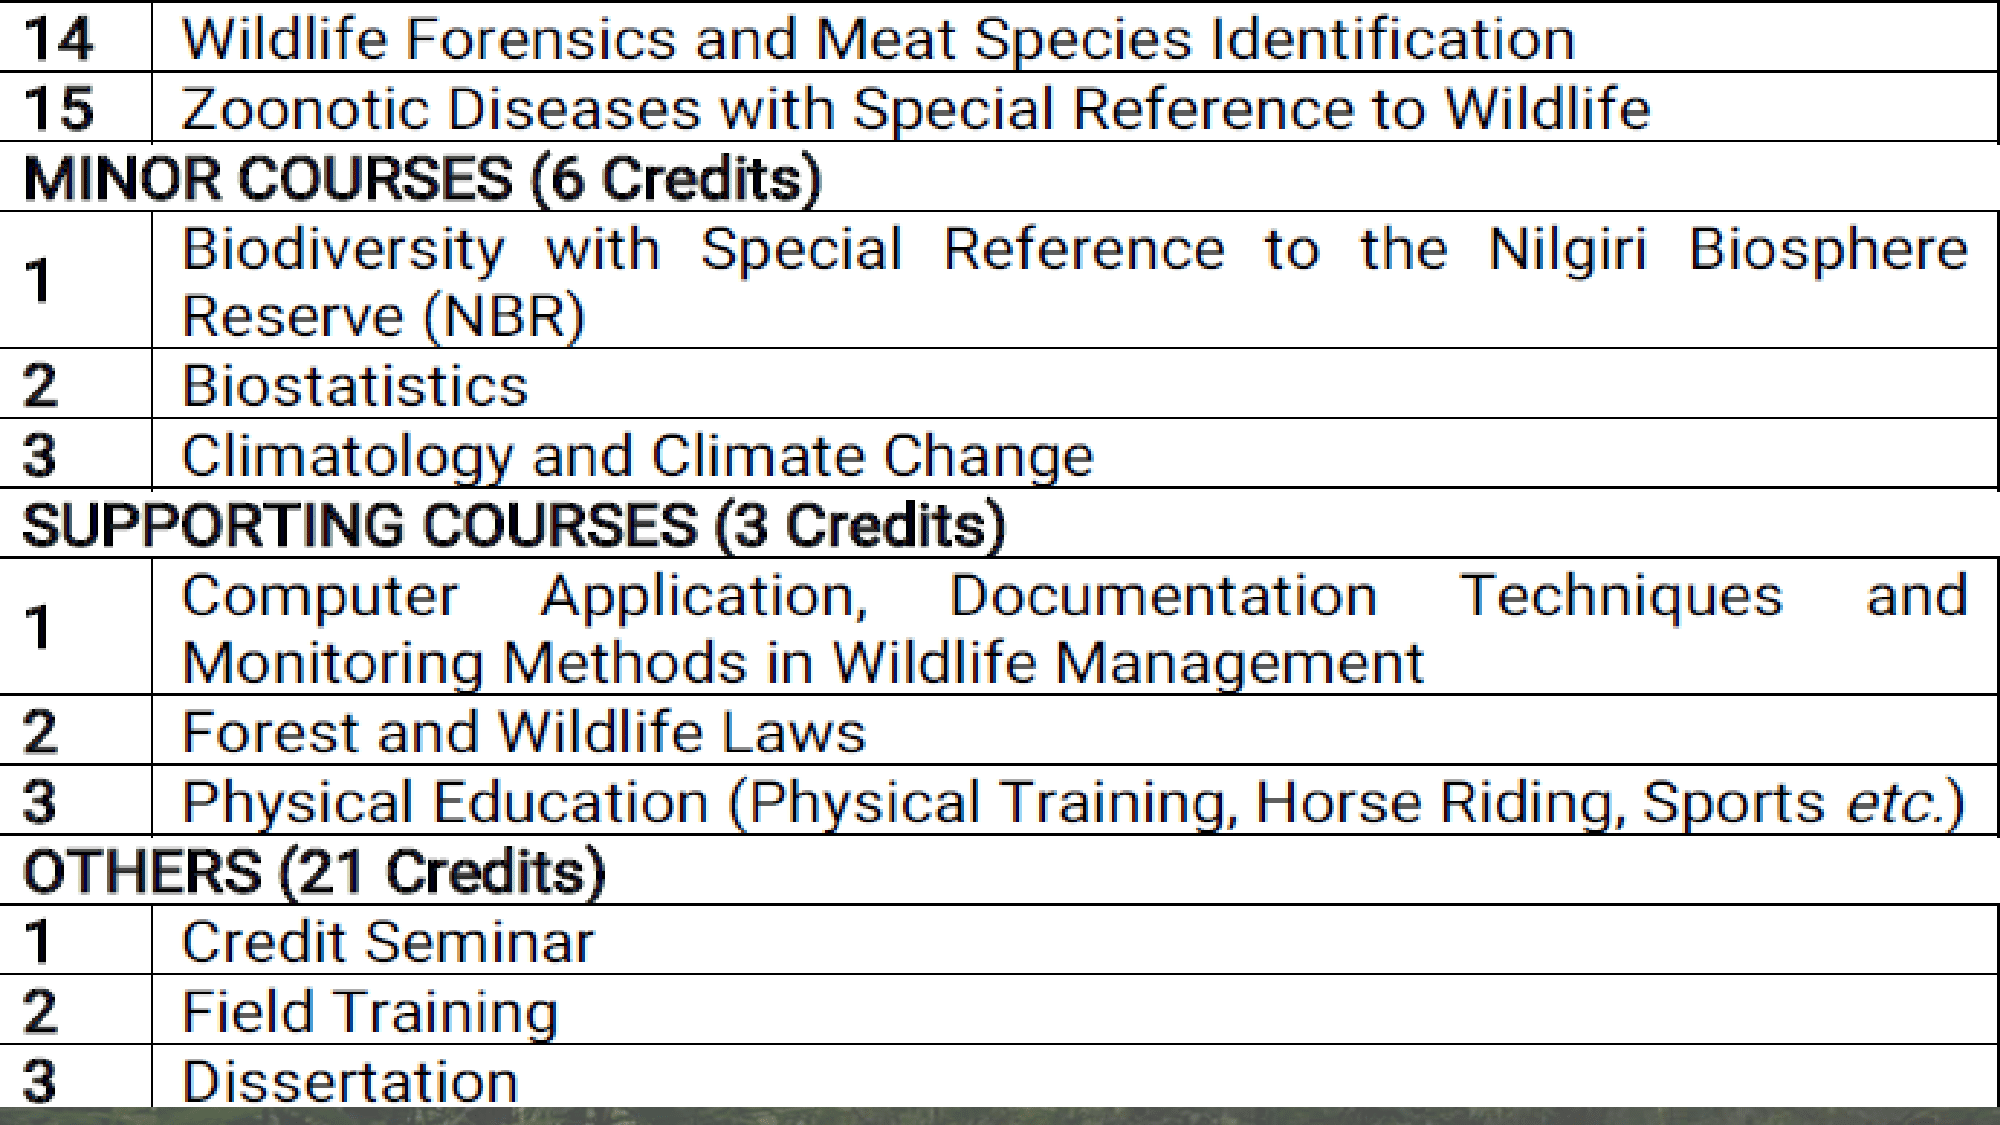 14 Wildlife Forensics and Meat Species Identification
15 Zoonotic Diseases with Special Reference to Wildlife
MINOR COURSES (6 Credits)
1 Biodiversity with Special Reference to the Nilgiri Biosphere
Reserve (NBR)
2 Biostatistics
3 Climatology and Climate Change
SUPPORTING COURSES (3 Credits)
1 Computer Application, Documentation Techniques and
Monitoring Methods in Wildlife Management
2 Forest and Wildlife Laws
3 Physical Education (Physical Training, Horse Riding, Sports etc.)
OTHERS (21 Credits)
1 Credit Seminar
2 Field Training
3 Dissertation